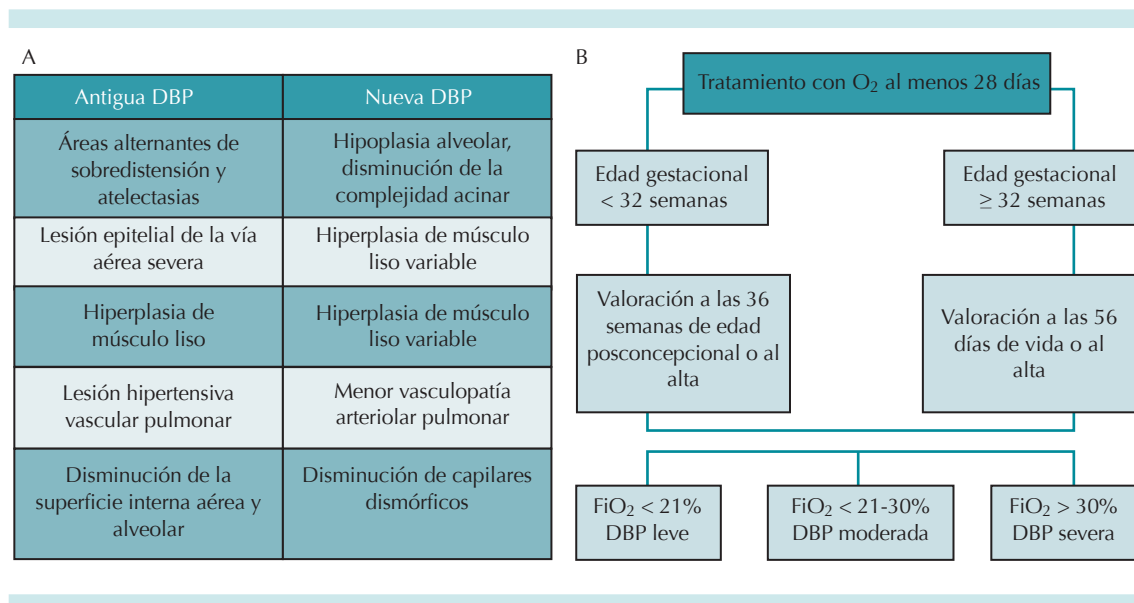 A
Antigua DBP
Nueva DBP
Áreas alternantes de
sobredistensión y
atelectasias
Hipoplasia alveolar,
disminución de la
complejidad acinar
Lesión epitelial de la vía
aérea severa
Hiperplasia de músculo
liso variable
Hiperplasia de
músculo liso
Hiperplasia de músculo
liso variable
Lesión hipertensiva
vascular pulmonar
Menor vasculopatía
arteriolar pulmonar
Disminución de la
superficie interna aérea y
alveolar
Disminución de capilares
dismórficos
B
Tratamiento con O₂ al menos 28 días
Edad gestacional
< 32 semanas
Edad gestacional
≥ 32 semanas
Valoración a las 36
semanas de edad
posconcepcional o al
alta
Valoración a las 56
días de vida o al
alta
FiO₂ < 21%
DBP leve
FiO₂ < 21-30%
DBP moderada
FiO₂ > 30%
DBP severa